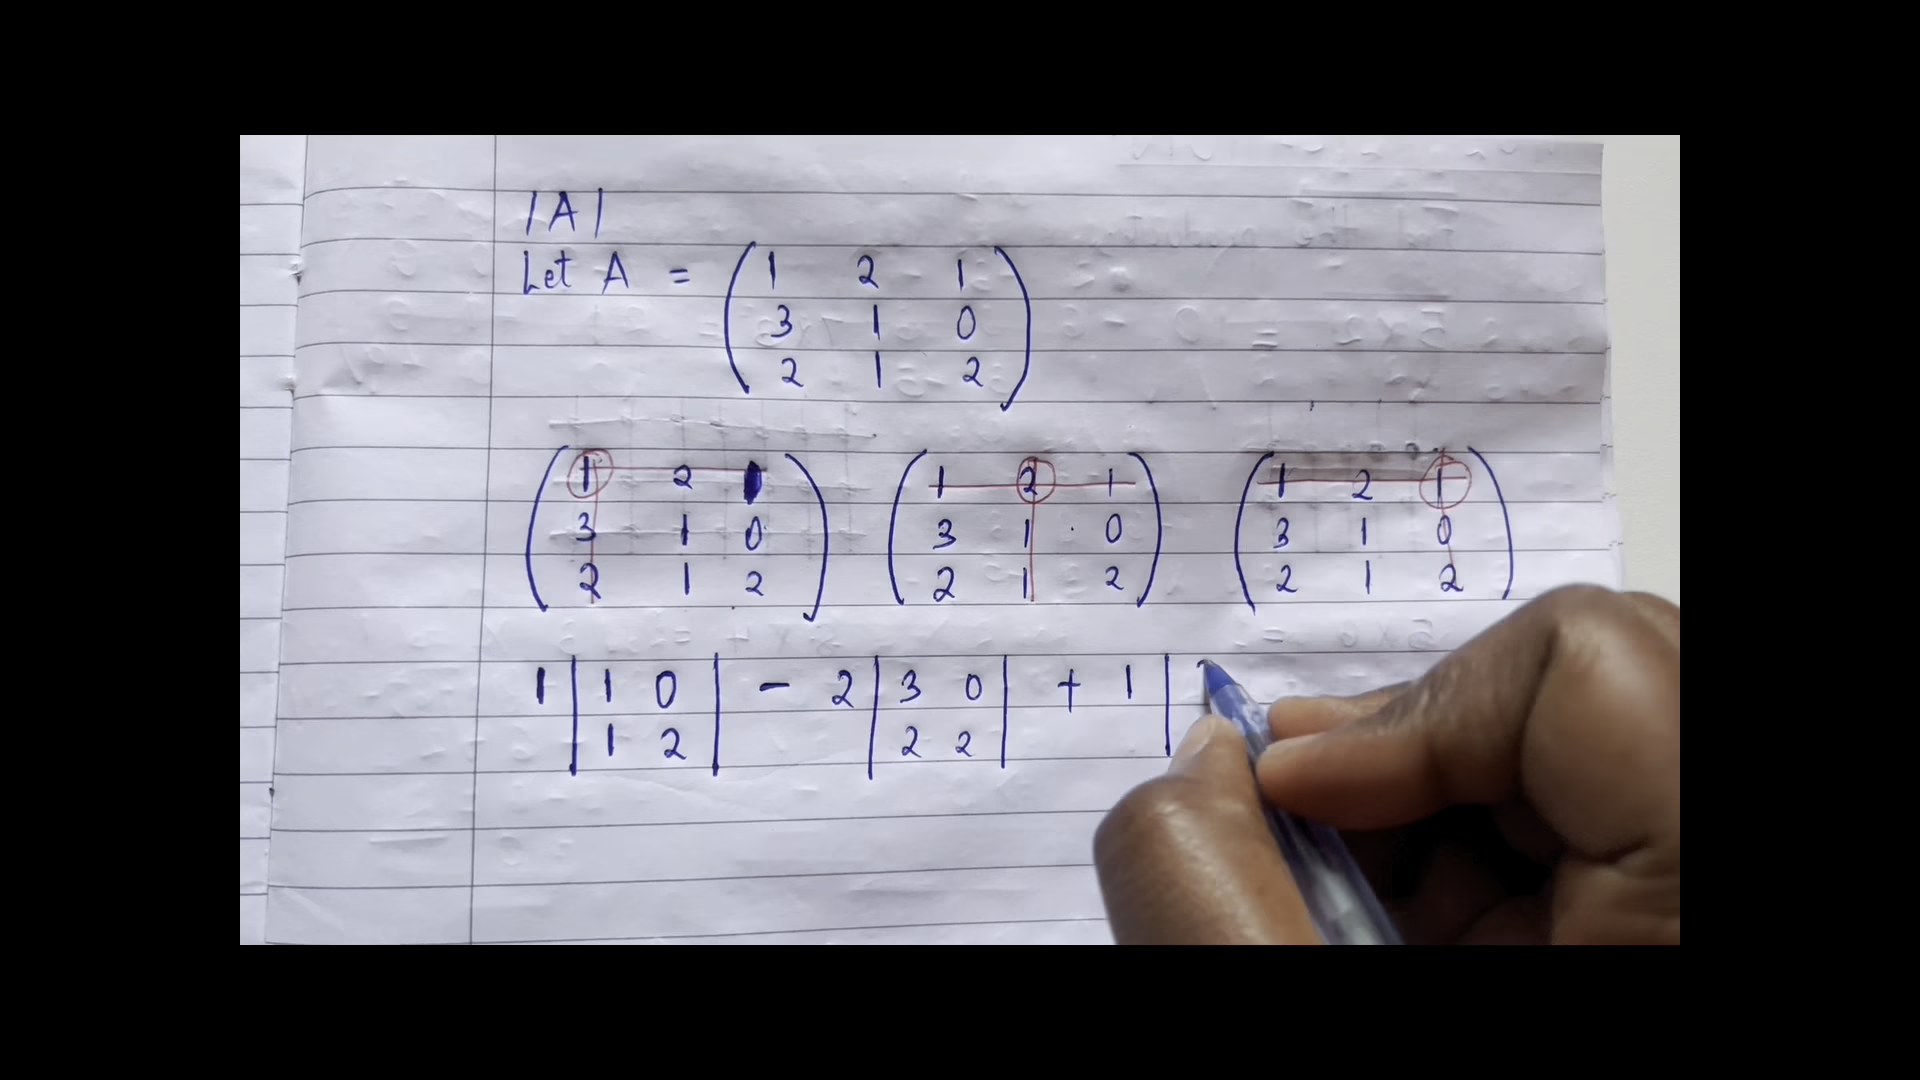 |A|
Let A = ( 1 2 1
3 1 0
2 1 2 )
( 1 2 1 ( 1 2 1 ( 1 2 1
3 1 0 3 1 · 0 3 1 0
2 1 2 ) 2 1 2 ) 2 1 2 )
1 | 1 0 | - 2 | 3 0 | + 1 |
1 2 2 2